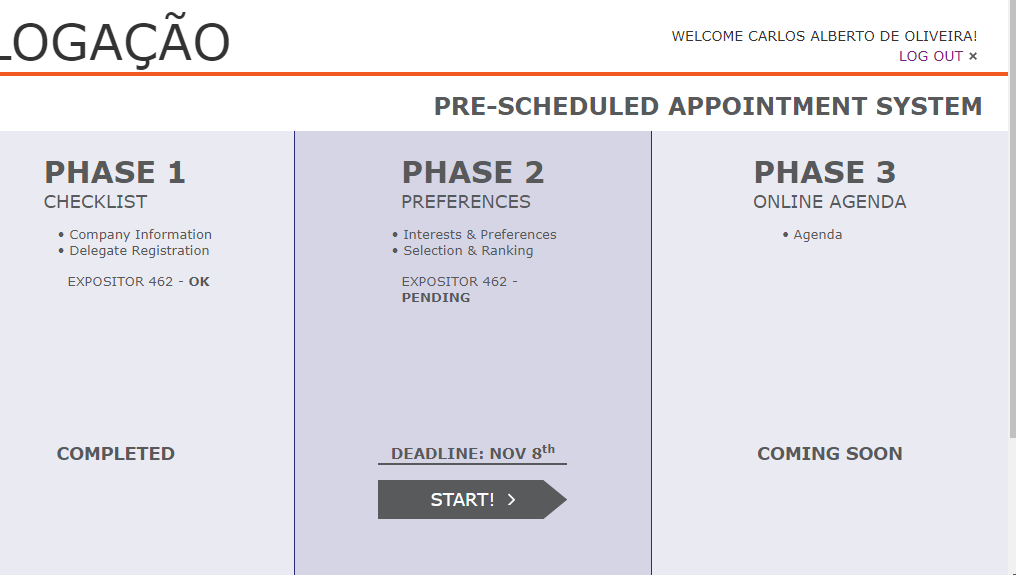 LOGAÇÃO
WELCOME CARLOS ALBERTO DE OLIVEIRA!
LOG OUT ×
PRE-SCHEDULED APPOINTMENT SYSTEM
PHASE 1
CHECKLIST
• Company Information
• Delegate Registration
EXPOSITOR 462 - OK
COMPLETED
PHASE 2
PREFERENCES
• Interests & Preferences
• Selection & Ranking
EXPOSITOR 462 -
PENDING
DEADLINE: NOV 8th
START! >
PHASE 3
ONLINE AGENDA
• Agenda
COMING SOON